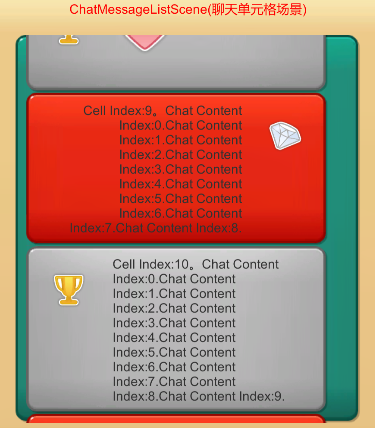 ChatMessageListScene(聊天单元格场景)
Cell Index:9。Chat Content
Index:0.Chat Content
Index:1.Chat Content
Index:2.Chat Content
Index:3.Chat Content
Index:4.Chat Content
Index:5.Chat Content
Index:6.Chat Content
Index:7.Chat Content Index:8.
Cell Index:10。Chat Content
Index:0.Chat Content
Index:1.Chat Content
Index:2.Chat Content
Index:3.Chat Content
Index:4.Chat Content
Index:5.Chat Content
Index:6.Chat Content
Index:7.Chat Content
Index:8.Chat Content Index:9.